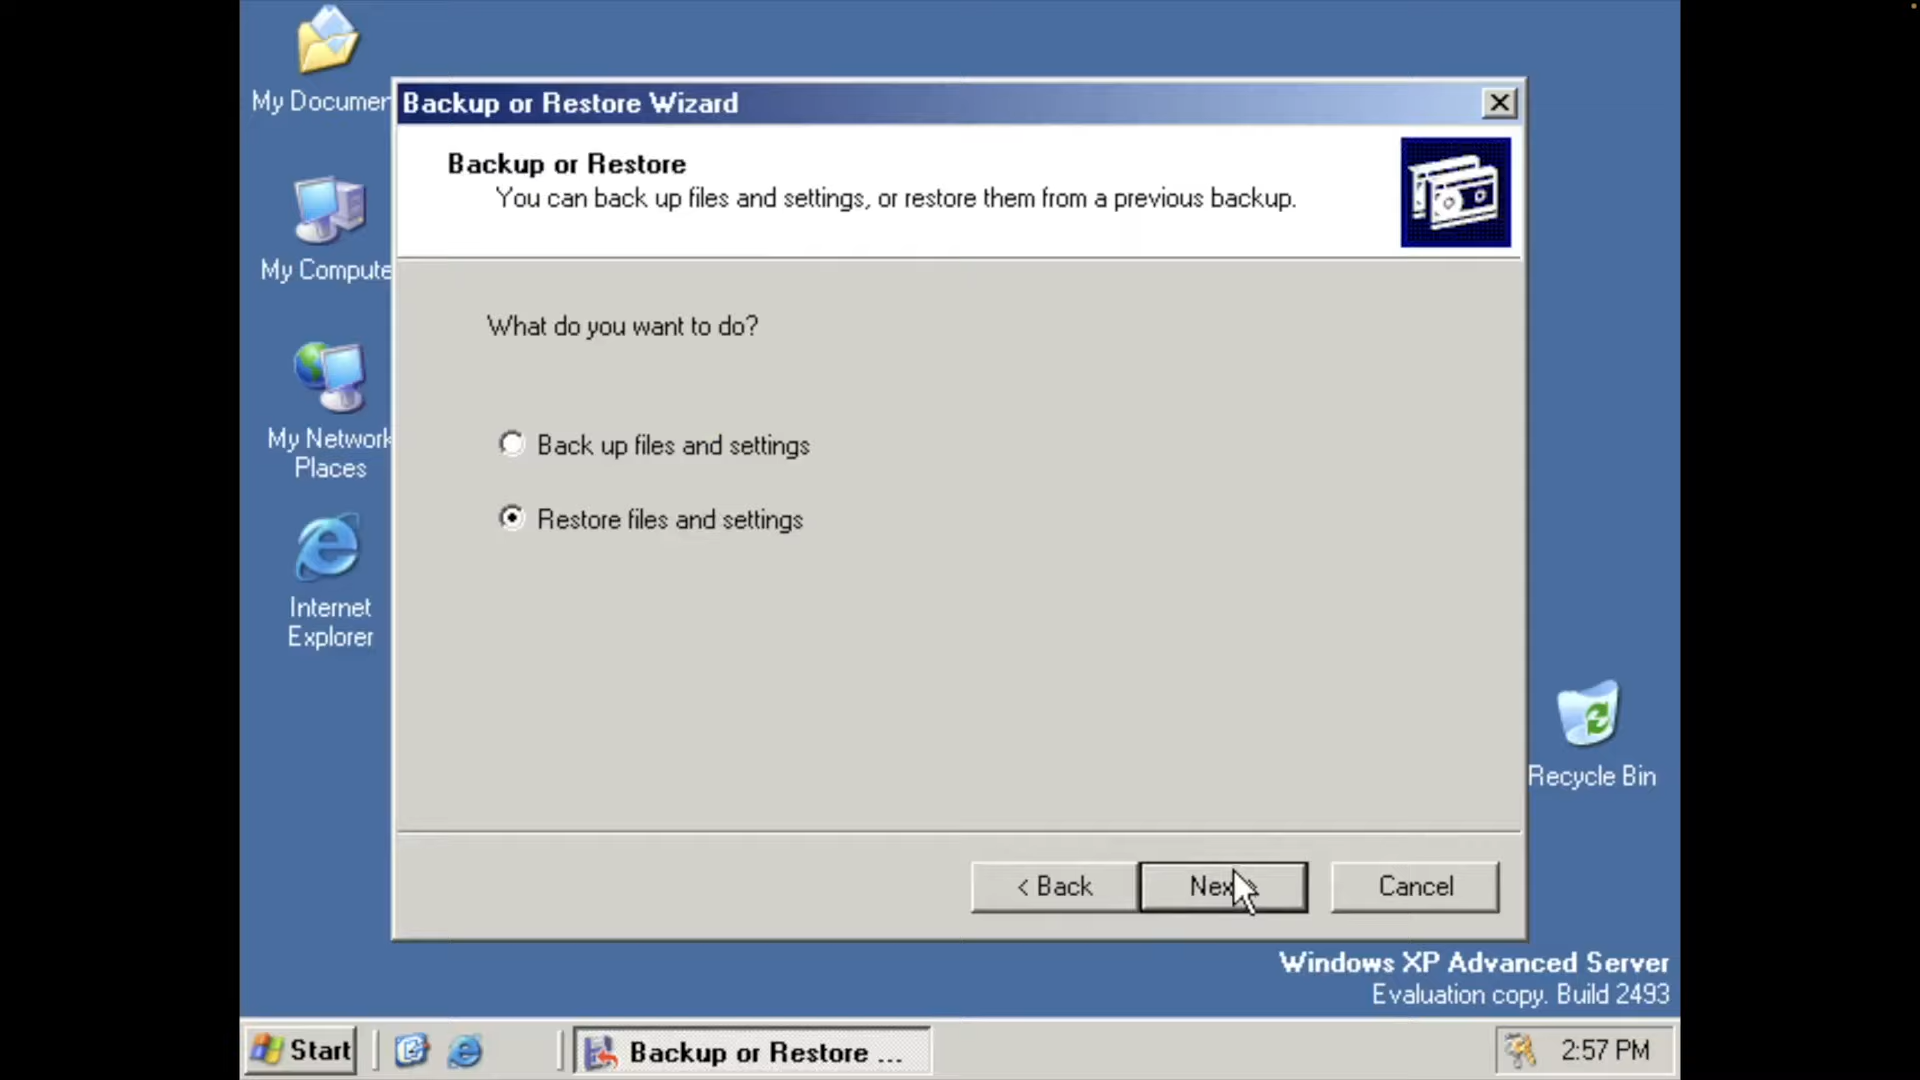 My Documen
My Compute
My Network
Places
Internet
Explorer
Backup or Restore Wizard
Backup or Restore
You can back up files and settings, or restore them from a previous backup.
What do you want to do?
Back up files and settings
Restore files and settings
< Back
Nex
Cancel
Recycle Bin
Windows XP Advanced Server
Evaluation copy. Build 2493
Start
Backup or Restore ...
2:57 PM